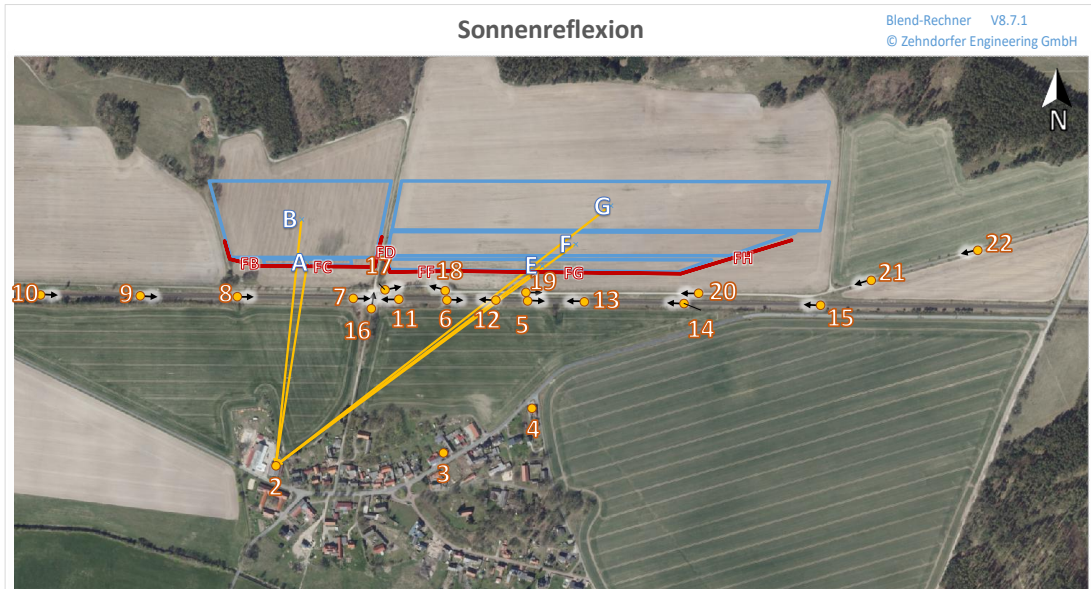 Sonnenreflexion
Blend-Rechner V8.7.1
© Zehndorfer Engineering GmbH
N
B
G
F
E
A
FB
FC
FD
FF
FG
FH
17
18
19
22
21
20
10
9
8
7
11
6
12
5
13
14
15
16
4
3
2